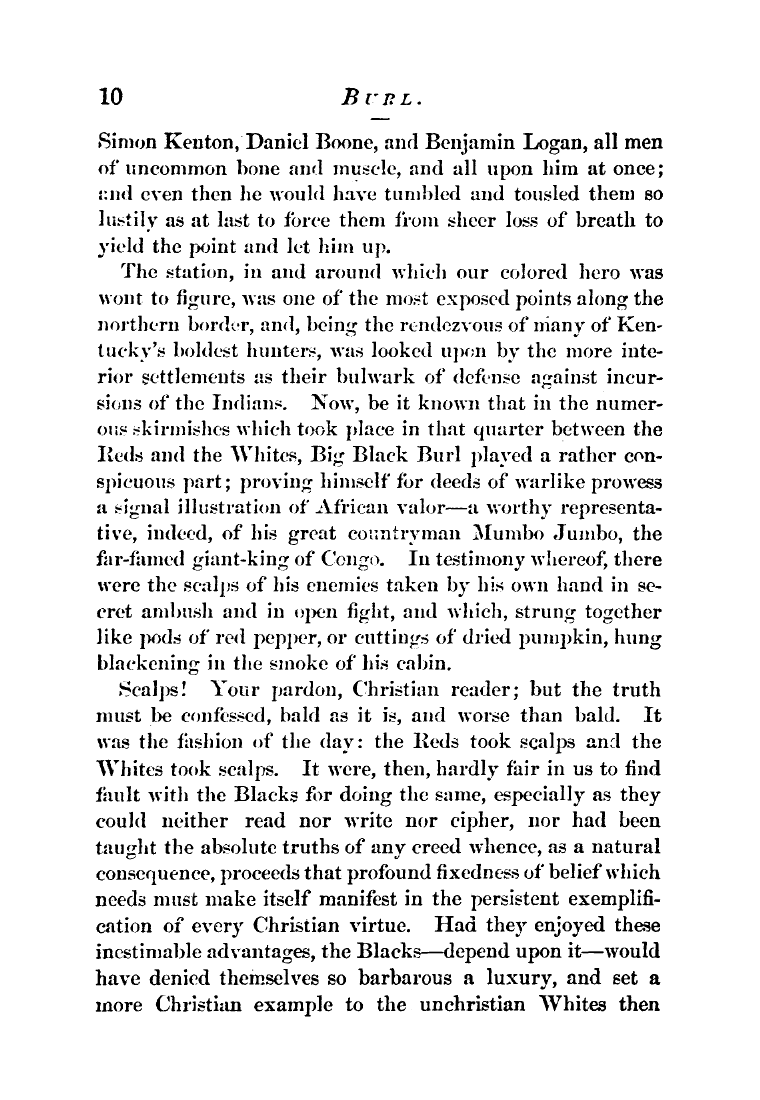 10 BURL.
Simon Kenton, Daniel Boone, and Benjamin Logan, all men
of uncommon bone and muscle, and all upon him at once;
and even then he would have tumbled and tousled them so
lustily as at last to force them from sheer loss of breath to
yield the point and let him up.
The station, in and around which our colored hero was
wont to figure, was one of the most exposed points along the
northern border, and, being the rendezvous of many of Ken-
tucky's boldest hunters, was looked upon by the more inte-
rior settlements as their bulwark of defense against incur-
sions of the Indians. Now, be it known that in the numer-
ous skirmishes which took place in that quarter between the
Reds and the Whites, Big Black Burl played a rather con-
spicuous part; proving himself for deeds of warlike prowess
a signal illustration of African valor—a worthy representa-
tive, indeed, of his great countryman Mumbo Jumbo, the
far-famed giant-king of Congo. In testimony whereof, there
were the scalps of his enemies taken by his own hand in se-
cret ambush and in open fight, and which, strung together
like pods of red pepper, or cuttings of dried pumpkin, hung
blackening in the smoke of his cabin.
Scalps! Your pardon, Christian reader; but the truth
must be confessed, bald as it is, and worse than bald. It
was the fashion of the day: the Reds took scalps and the
Whites took scalps. It were, then, hardly fair in us to find
fault with the Blacks for doing the same, especially as they
could neither read nor write nor cipher, nor had been
taught the absolute truths of any creed whence, as a natural
consequence, proceeds that profound fixedness of belief which
needs must make itself manifest in the persistent exemplifi-
cation of every Christian virtue. Had they enjoyed these
inestimable advantages, the Blacks—depend upon it—would
have denied themselves so barbarous a luxury, and set a
more Christian example to the unchristian Whites then